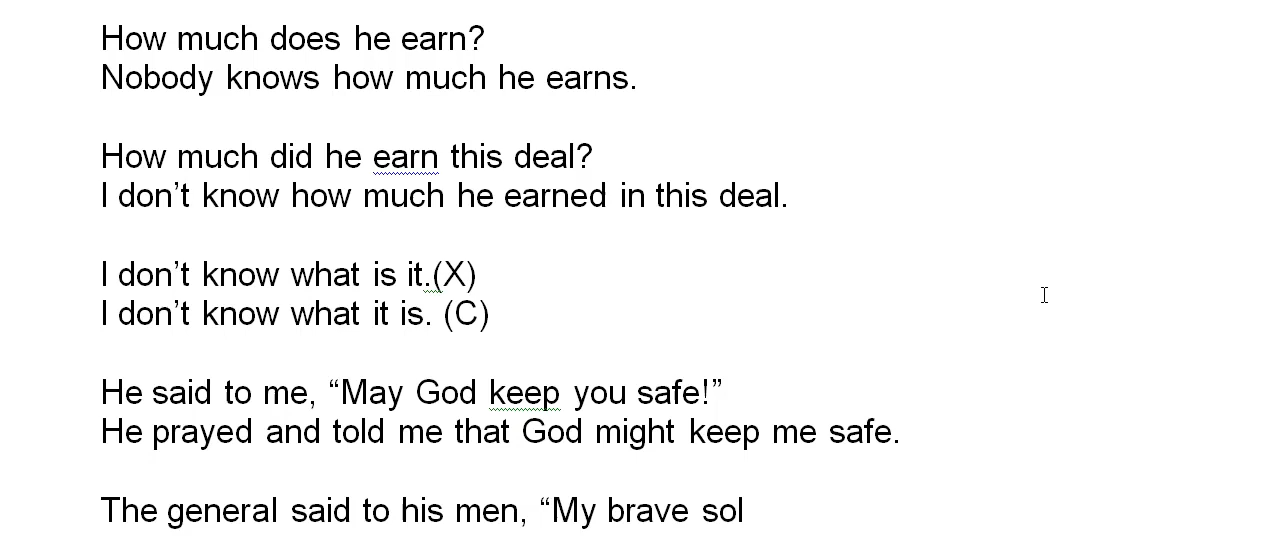 How much does he earn?
Nobody knows how much he earns.
How much did he earn this deal?
I don’t know how much he earned in this deal.
I don’t know what is it.(X)
I don’t know what it is. (C)
He said to me, “May God keep you safe!”
He prayed and told me that God might keep me safe.
The general said to his men, “My brave sol